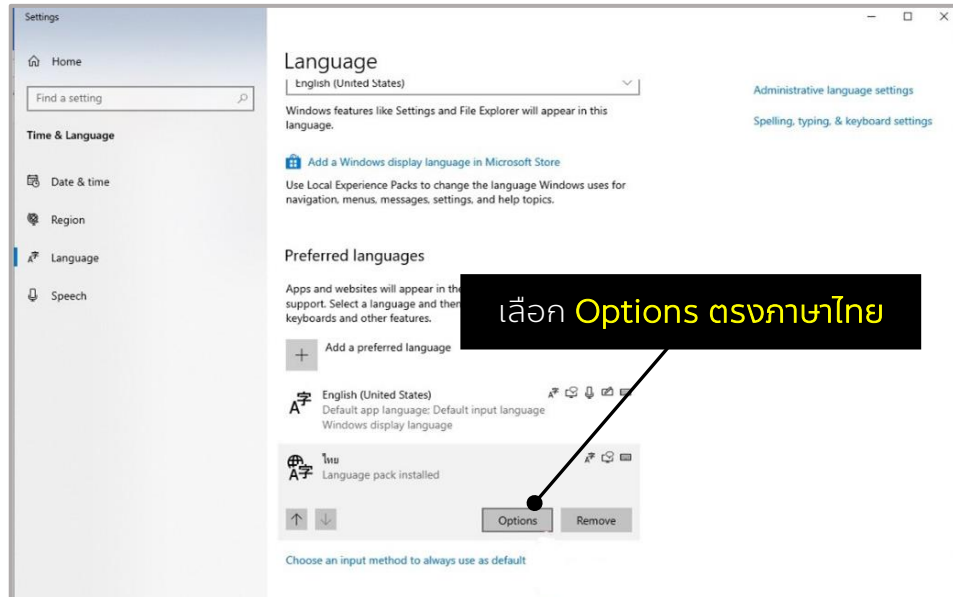 Settings
Home
Find a setting
Time & Language
Date & time
Region
Language
Speech
Language
English (United States)
Windows features like Settings and File Explorer will appear in this
language.
Add a Windows display language in Microsoft Store
Use Local Experience Packs to change the language Windows uses for
navigation, menus, messages, settings, and help topics.
Preferred languages
Apps and websites will appear in the
support. Select a language and then
keyboards and other features.
เลือก Options ตรงภาษาไทย
Add a preferred language
English (United States)
Default app language; Default input language
Windows display language
ไทย
Language pack installed
Options
Remove
Choose an input method to always use as default
Administrative language settings
Spelling, typing, & keyboard settings